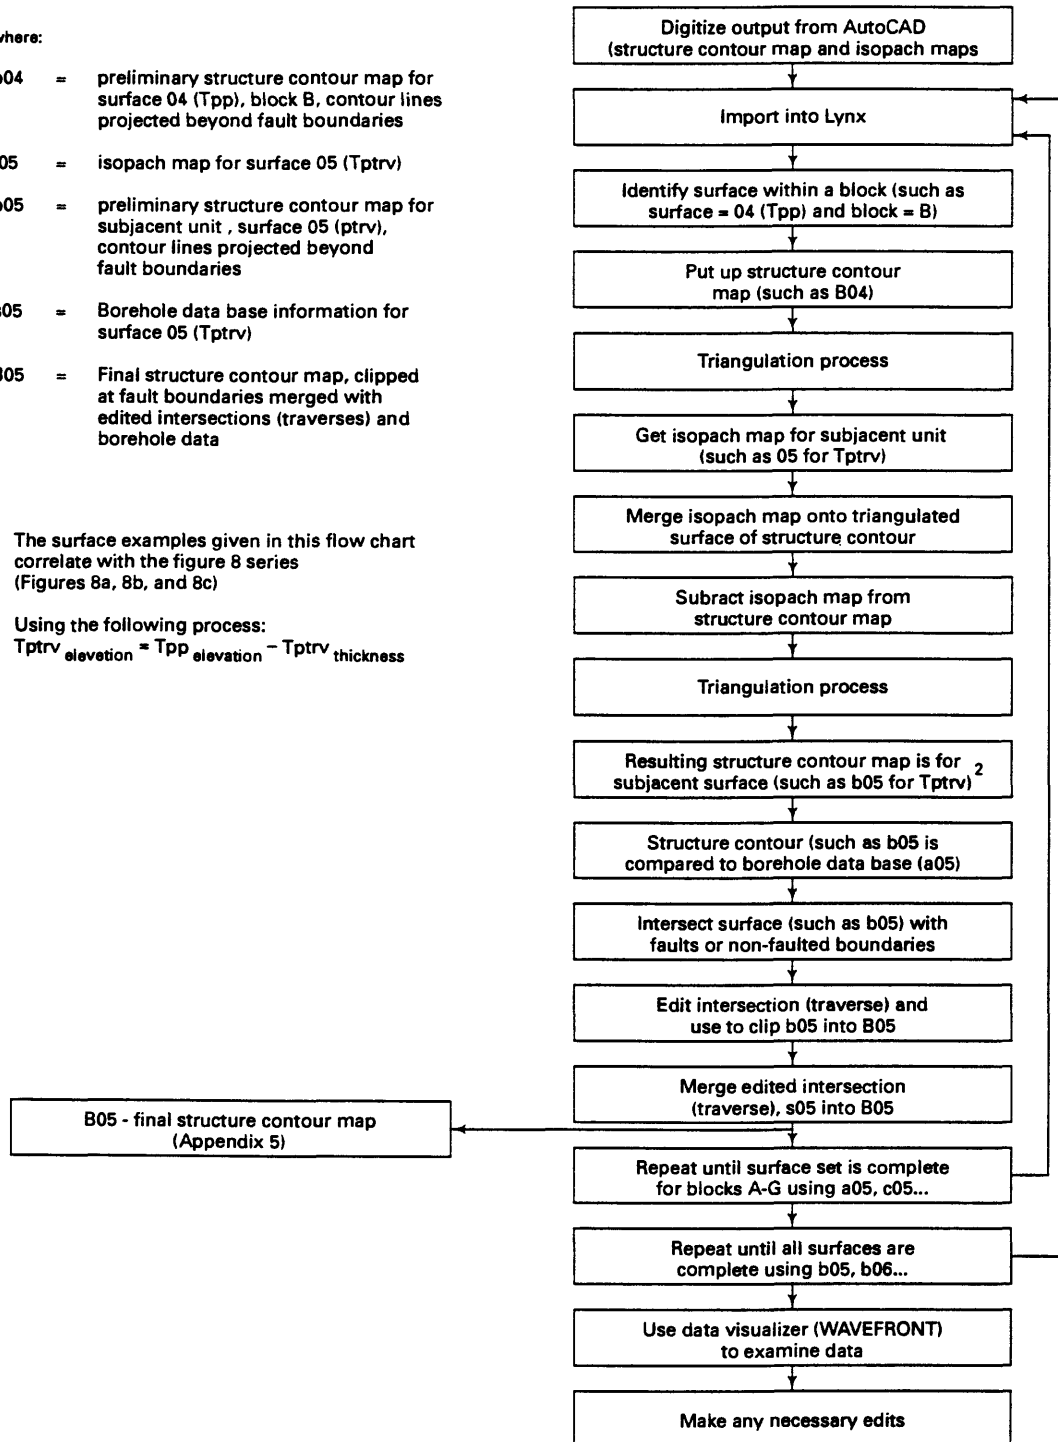 where:
b04 = preliminary structure contour map for
surface 04 (Tpp), block B, contour lines
projected beyond fault boundaries
05 = isopach map for surface 05 (Tptrv)
b05 = preliminary structure contour map for
subjacent unit , surface 05 (ptrv),
contour lines projected beyond
fault boundaries
05 = Borehole data base information for
surface 05 (Tptrv)
B05 = Final structure contour map, clipped
at fault boundaries merged with
edited intersections (traverses) and
borehole data
The surface examples given in this flow chart
correlate with the figure 8 series
(Figures 8a, 8b, and 8c)
Using the following process:
Tptrv elevetion = Tpp elevation − Tptrv thickness
Digitize output from AutoCAD
(structure contour map and isopach maps
Import into Lynx
Identify surface within a block (such as
surface = 04 (Tpp) and block = B)
Put up structure contour
map (such as B04)
Triangulation process
Get isopach map for subjacent unit
(such as 05 for Tptrv)
Merge isopach map onto triangulated
surface of structure contour
Subract isopach map from
structure contour map
Triangulation process
Resulting structure contour map is for
subjacent surface (such as b05 for Tptrv) 2
Structure contour (such as b05 is
compared to borehole data base (a05)
Intersect surface (such as b05) with
faults or non-faulted boundaries
Edit intersection (traverse) and
use to clip b05 into B05
Merge edited intersection
(traverse), s05 into B05
B05 - final structure contour map
(Appendix 5)
Repeat until surface set is complete
for blocks A-G using a05, c05...
Repeat until all surfaces are
complete using b05, b06...
Use data visualizer (WAVEFRONT)
to examine data
Make any necessary edits